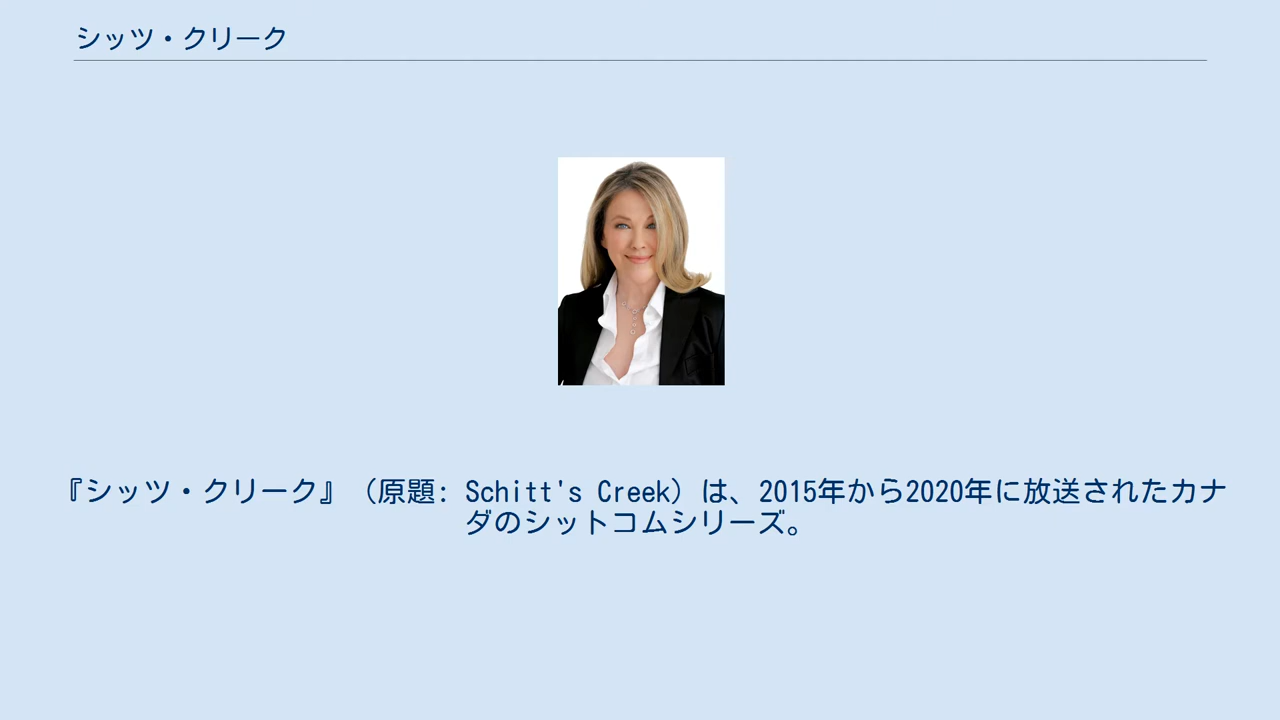 シッツ・クリーク
『シッツ・クリーク』（原題: Schitt's Creek）は、2015年から2020年に放送されたカナ
ダのシットコムシリーズ。